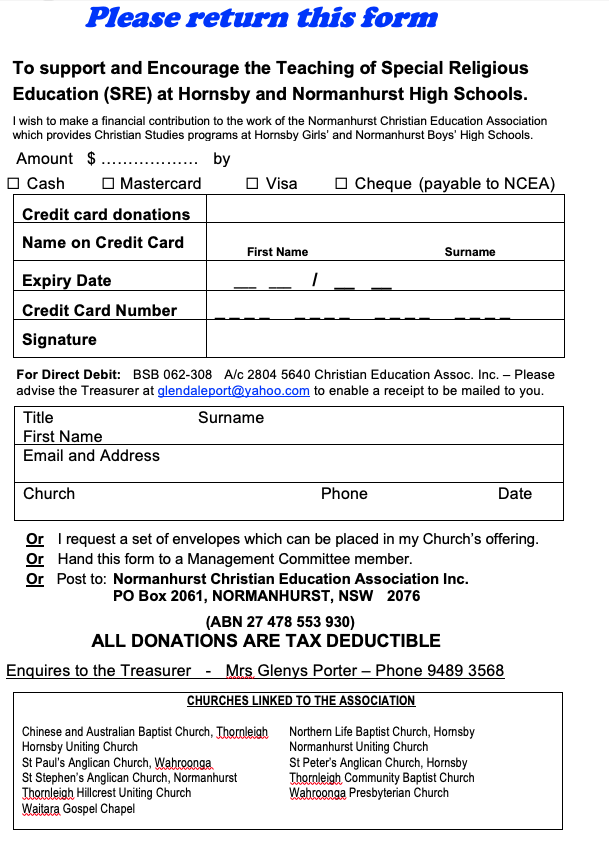 Please return this form
To support and Encourage the Teaching of Special Religious
Education (SRE) at Hornsby and Normanhurst High Schools.
I wish to make a financial contribution to the work of the Normanhurst Christian Education Association
which provides Christian Studies programs at Hornsby Girls' and Normanhurst Boys' High Schools.
Amount $ ……………… by
☐ Cash ☐ Mastercard ☐ Visa ☐ Cheque (payable to NCEA)
Credit card donations
Name on Credit Card
First Name Surname
Expiry Date __ __ / __ __
Credit Card Number _ _ _ _ _ _ _ _ _ _ _ _ _ _ _ _
Signature
For Direct Debit: BSB 062-308 A/c 2804 5640 Christian Education Assoc. Inc. – Please
advise the Treasurer at glendaleport@yahoo.com to enable a receipt to be mailed to you.
Title Surname
First Name
Email and Address
Church Phone Date
Or I request a set of envelopes which can be placed in my Church's offering.
Or Hand this form to a Management Committee member.
Or Post to: Normanhurst Christian Education Association Inc.
PO Box 2061, NORMANHURST, NSW 2076
(ABN 27 478 553 930)
ALL DONATIONS ARE TAX DEDUCTIBLE
Enquires to the Treasurer - Mrs Glenys Porter – Phone 9489 3568
CHURCHES LINKED TO THE ASSOCIATION
Chinese and Australian Baptist Church, Thornleigh
Hornsby Uniting Church
St Paul's Anglican Church, Wahroonga
St Stephen's Anglican Church, Normanhurst
Thornleigh Hillcrest Uniting Church
Waitara Gospel Chapel
Northern Life Baptist Church, Hornsby
Normanhurst Uniting Church
St Peter's Anglican Church, Hornsby
Thornleigh Community Baptist Church
Wahroonga Presbyterian Church